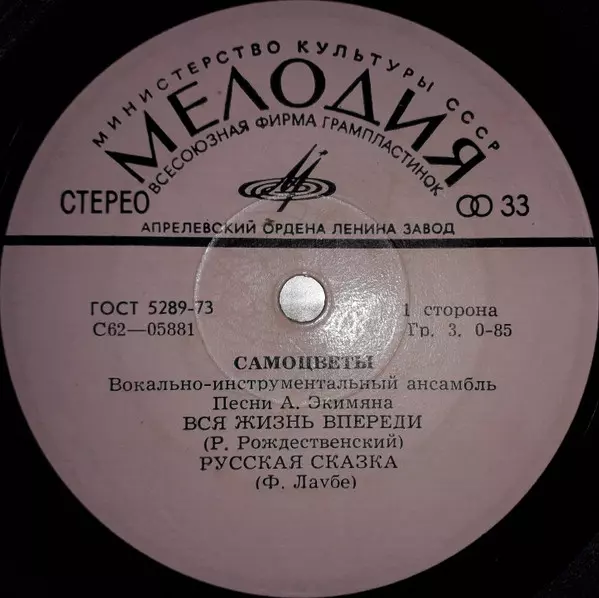 МИНИСТЕРСТВО КУЛЬТУРЫ СССР
МЕЛОДИЯ
ВСЕСОЮЗНАЯ ФИРМА ГРАМПЛАСТИНОК
СТЕРЕО 33
АПРЕЛЕВСКИЙ ОРДЕНА ЛЕНИНА ЗАВОД
ГОСТ 5289-73 1 сторона
С62—05881 Гр. 3. 0-85
САМОЦВЕТЫ
Вокально-инструментальный ансамбль
Песни А. Экимяна
ВСЯ ЖИЗНЬ ВПЕРЕДИ
(Р. Рождественский)
РУССКАЯ СКАЗКА
(Ф. Лаубе)